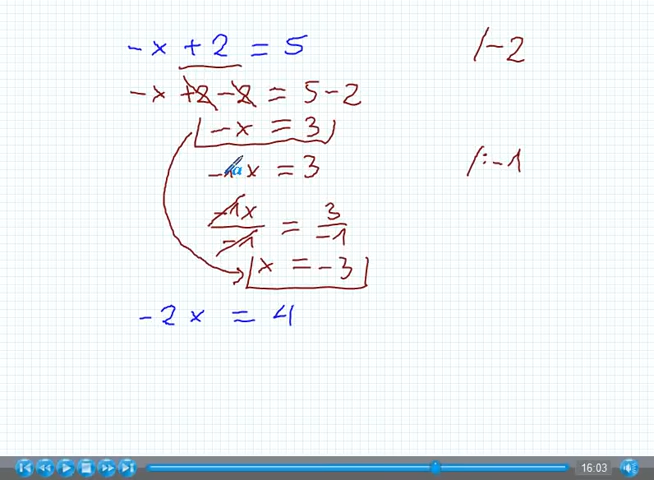 -x + 2 = 5 /-2
-x +2 -2 = 5 - 2
-x = 3
-1x = 3 /:-1
-1x/-1 = 3/-1
x = -3
-2x = 4
16:03